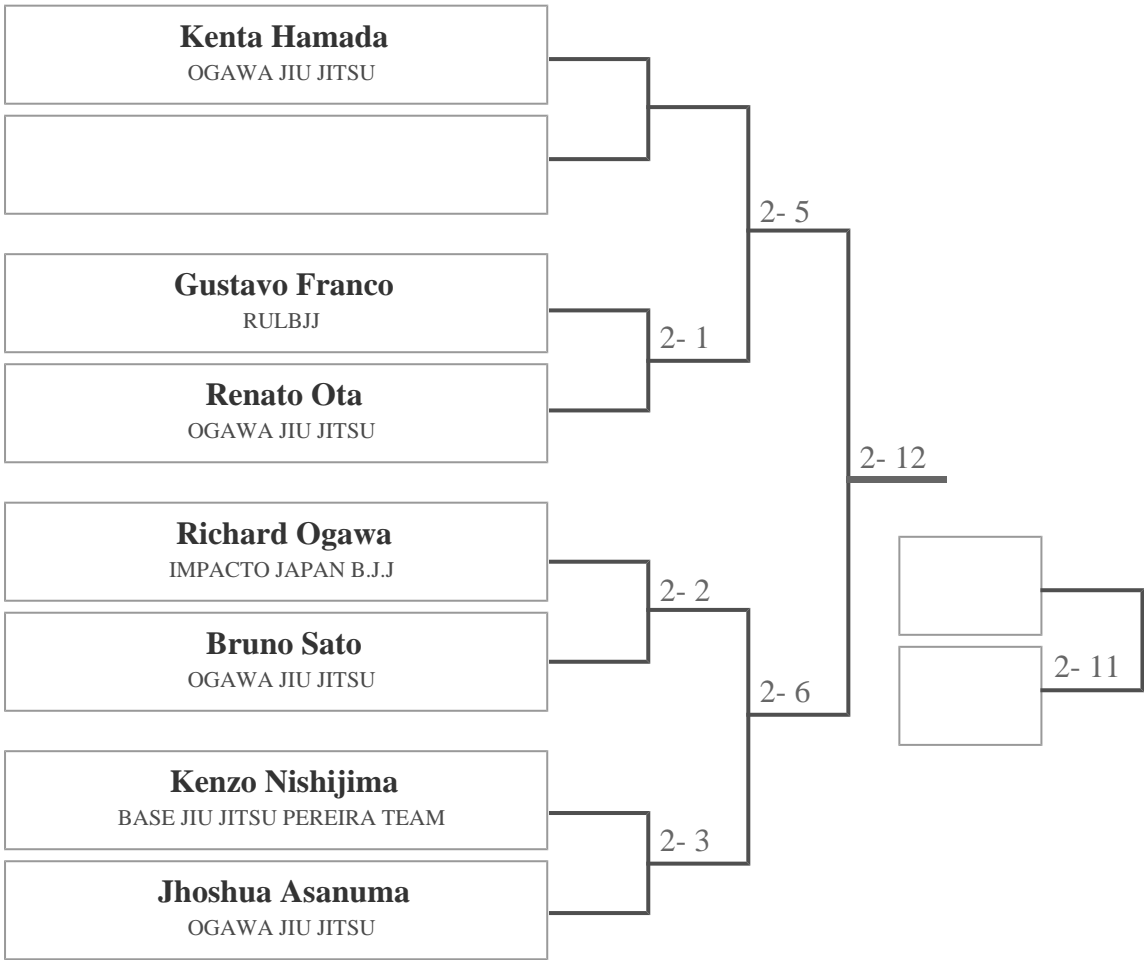 Kenta Hamada
OGAWA JIU JITSU
2- 5
Gustavo Franco
RULBJJ
2- 1
Renato Ota
OGAWA JIU JITSU
2- 12
Richard Ogawa
IMPACTO JAPAN B.J.J
2- 2
Bruno Sato
OGAWA JIU JITSU
2- 11
2- 6
Kenzo Nishijima
BASE JIU JITSU PEREIRA TEAM
2- 3
Jhoshua Asanuma
OGAWA JIU JITSU